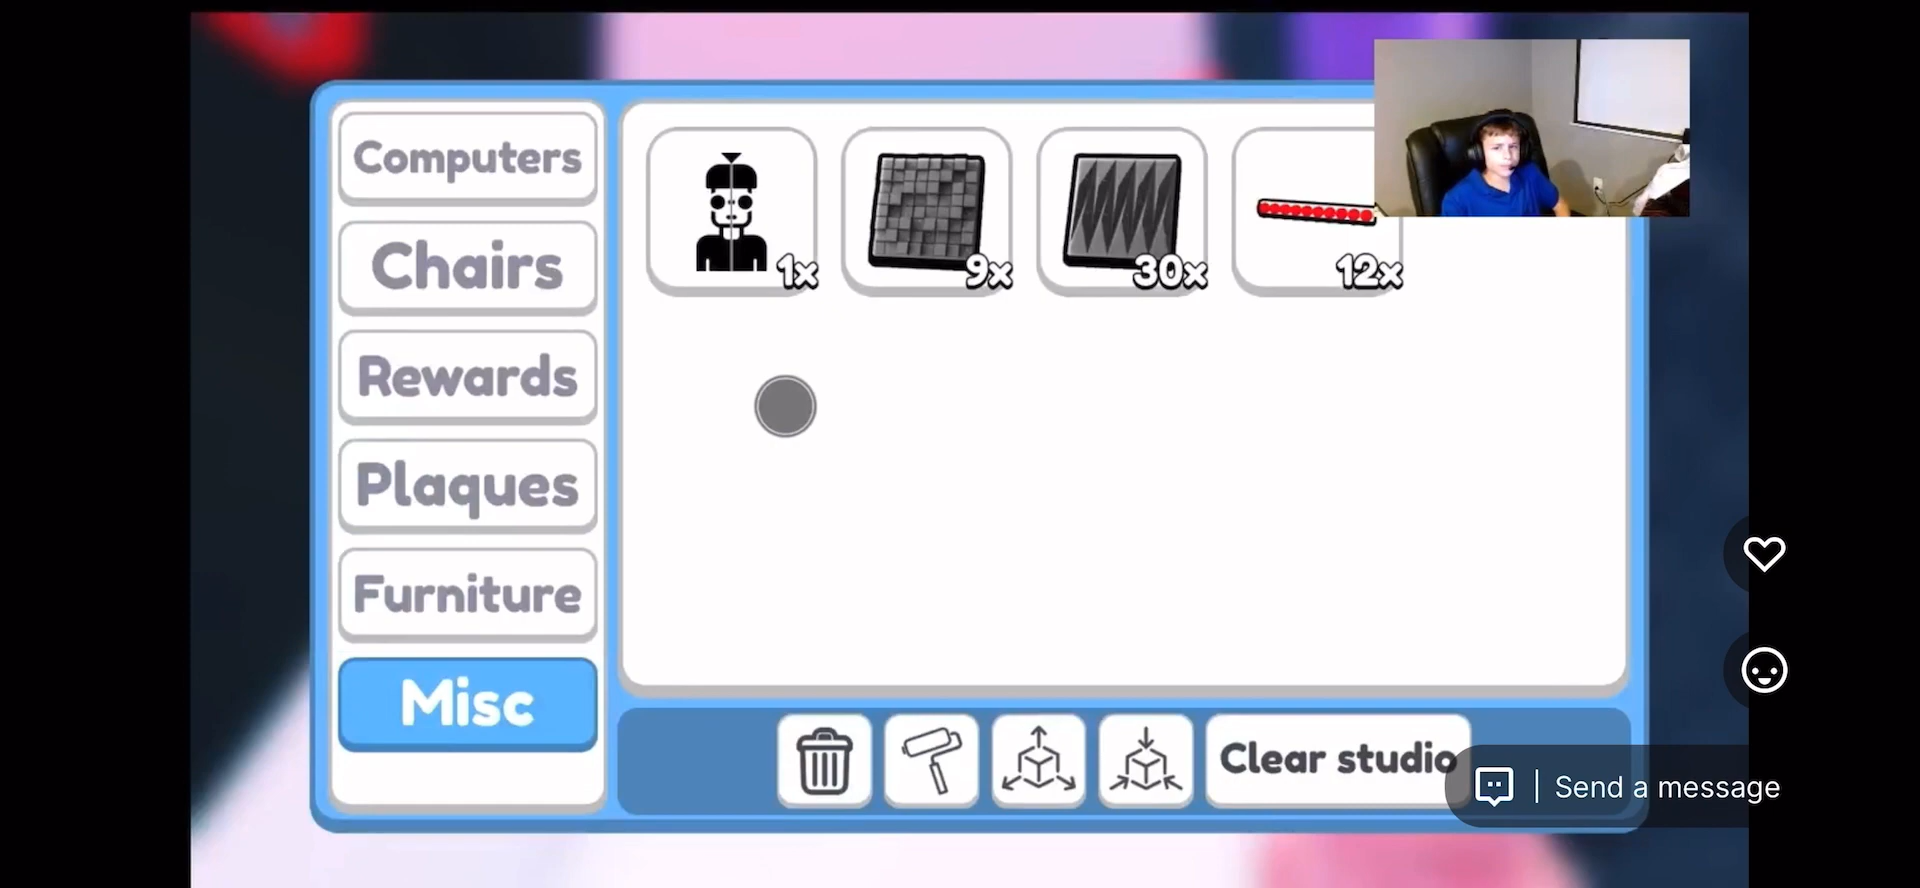 Computers
Chairs
Rewards
Plaques
Furniture
Misc
1x
9x
30x
12x
Clear studio
Send a message